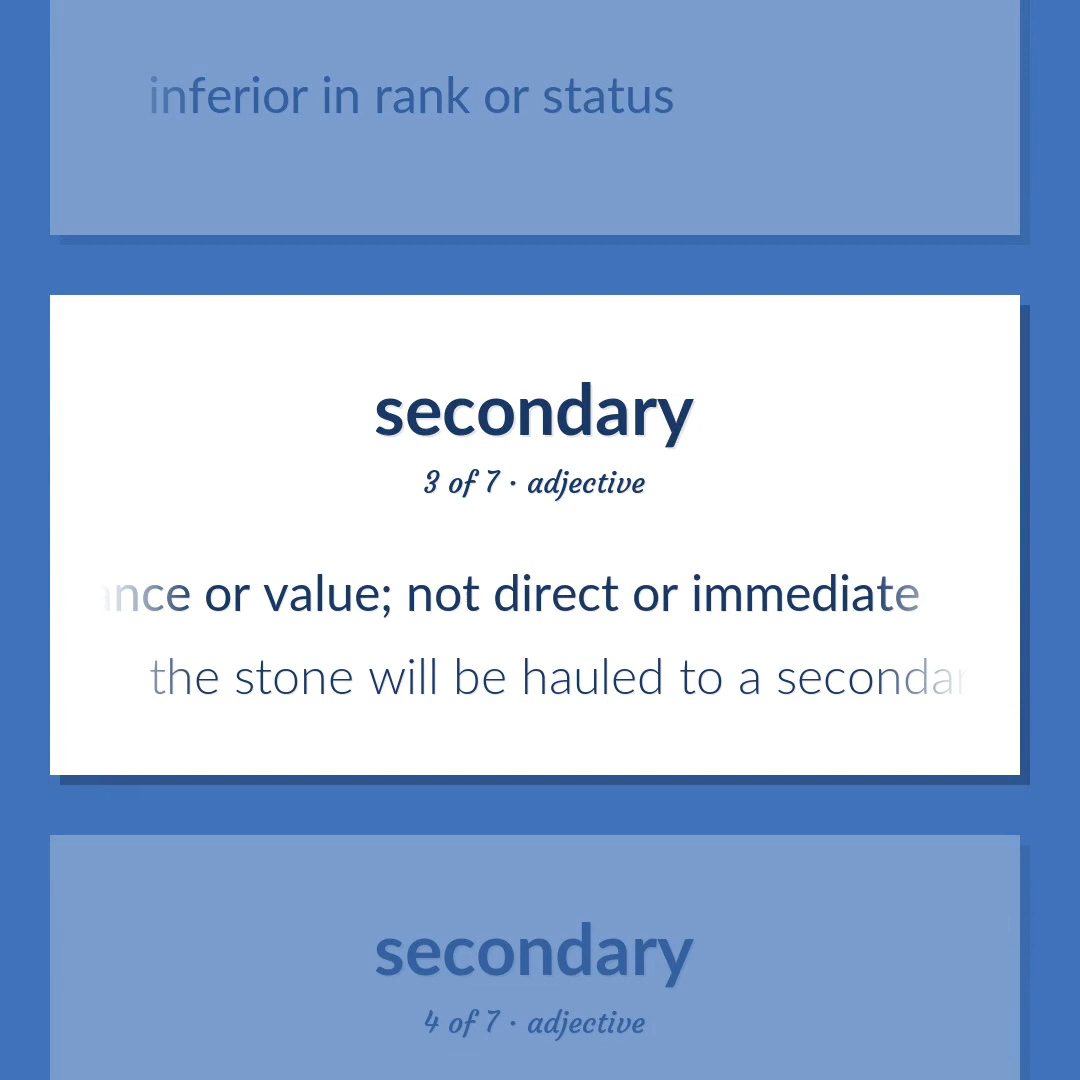 inferior in rank or status
secondary
3 of 7 · adjective
or value; not direct or immediate
the stone will be hauled to a
secondary
4 of 7 · adjective